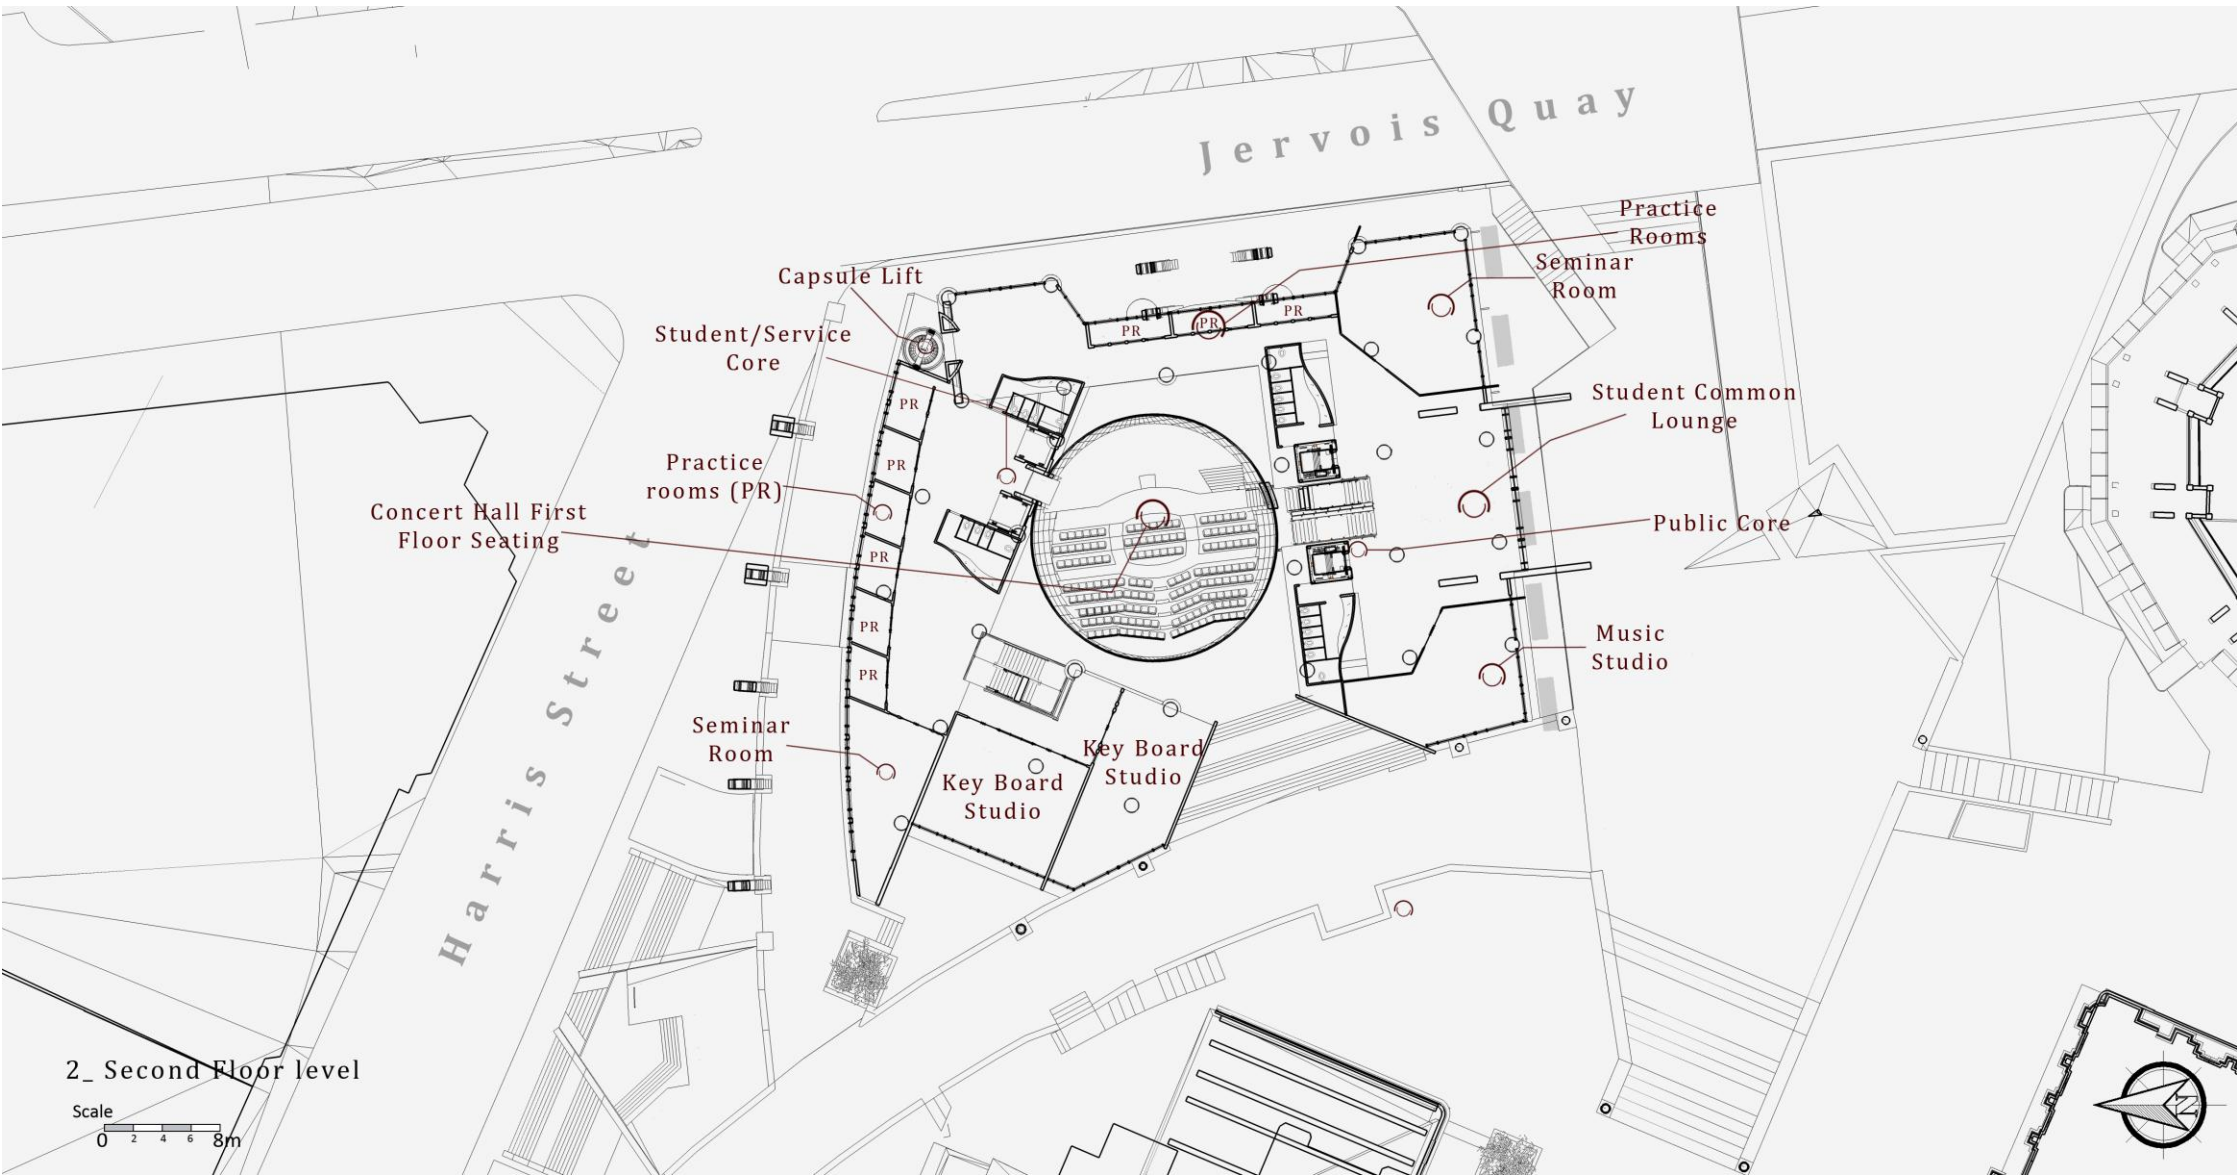 Jervois Quay
Practice
Rooms
Seminar
Room
Capsule Lift
Student/Service
Core
PR
PR
PR
PR
PR
PR
PR
PR
Student Common
Lounge
Practice
rooms (PR)
Concert Hall First
Floor Seating
Public Core
Harris Street
Music
Studio
Seminar
Room
Key Board
Studio
Key Board
Studio
2_ Second Floor level
Scale
0 2 4 6 8m
N